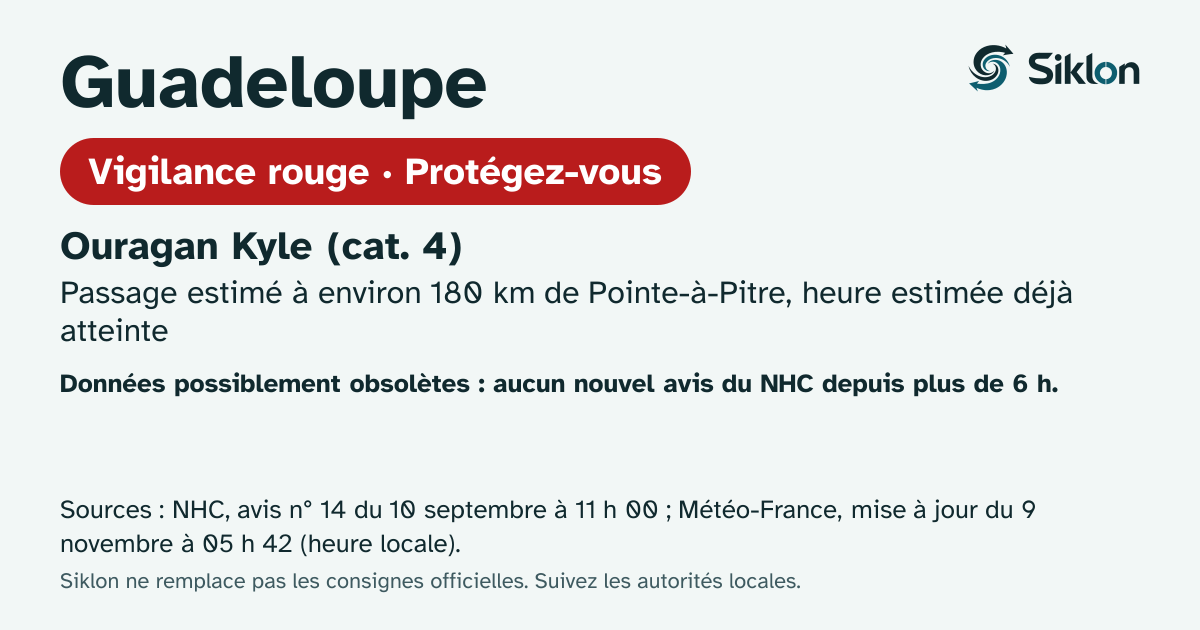 Guadeloupe
Siklon
Vigilance rouge · Protégez-vous
Ouragan Kyle (cat. 4)
Passage estimé à environ 180 km de Pointe-à-Pitre, heure estimée déjà
atteinte
Données possiblement obsolètes : aucun nouvel avis du NHC depuis plus de 6 h.
Sources : NHC, avis n° 14 du 10 septembre à 11 h 00 ; Météo-France, mise à jour du 9
novembre à 05 h 42 (heure locale).
Siklon ne remplace pas les consignes officielles. Suivez les autorités locales.